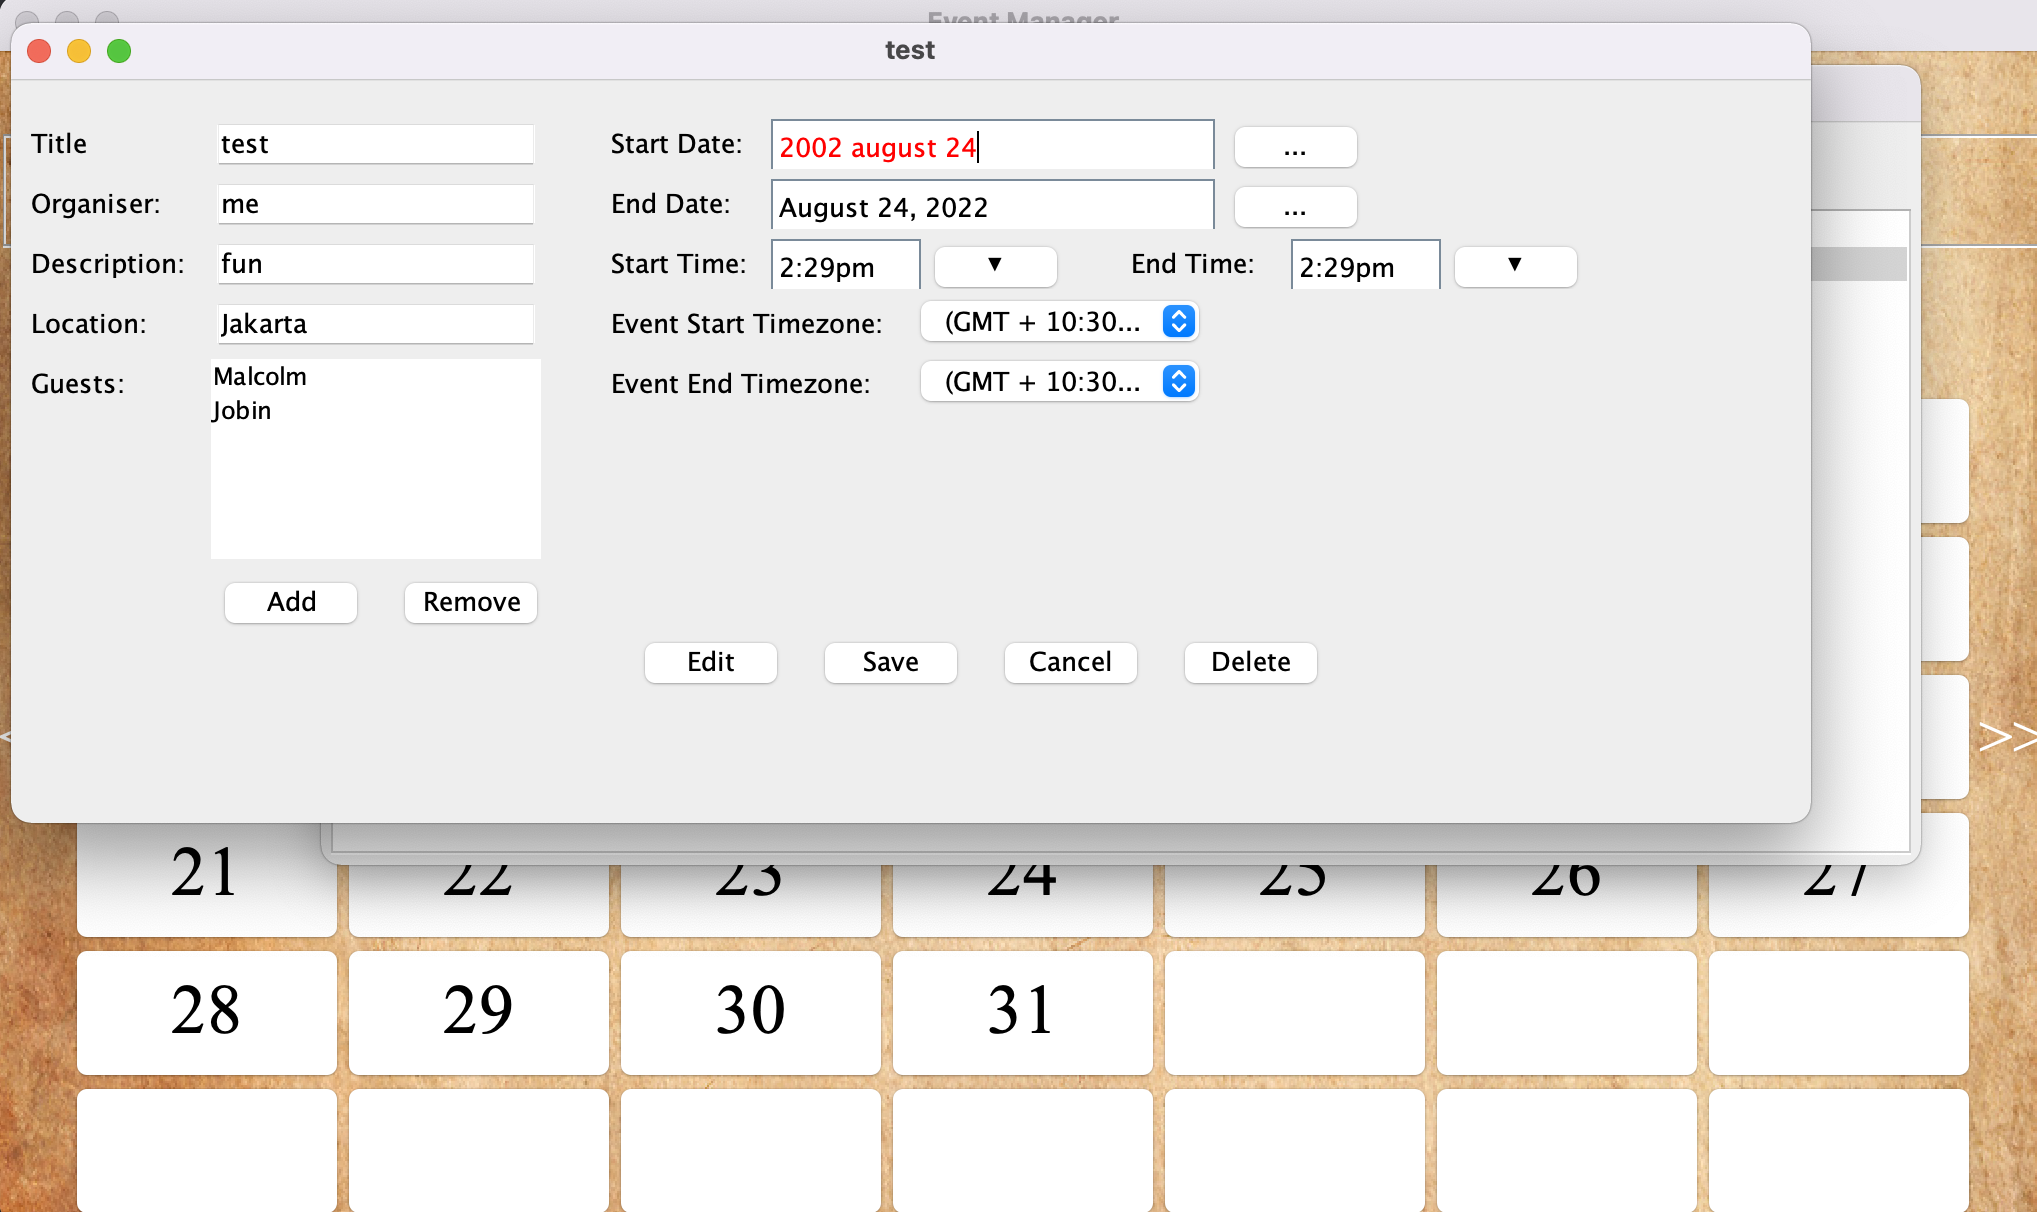 Event Manager
test
Title test
Organiser: me
Description: fun
Location: Jakarta
Guests: Malcolm
Jobin
Add Remove
Start Date: 2002 august 24 ...
End Date: August 24, 2022 ...
Start Time: 2:29pm ▼ End Time: 2:29pm ▼
Event Start Timezone: (GMT + 10:30...
Event End Timezone: (GMT + 10:30...
Edit Save Cancel Delete
>>
21 22 23 24 25 26 27
28 29 30 31